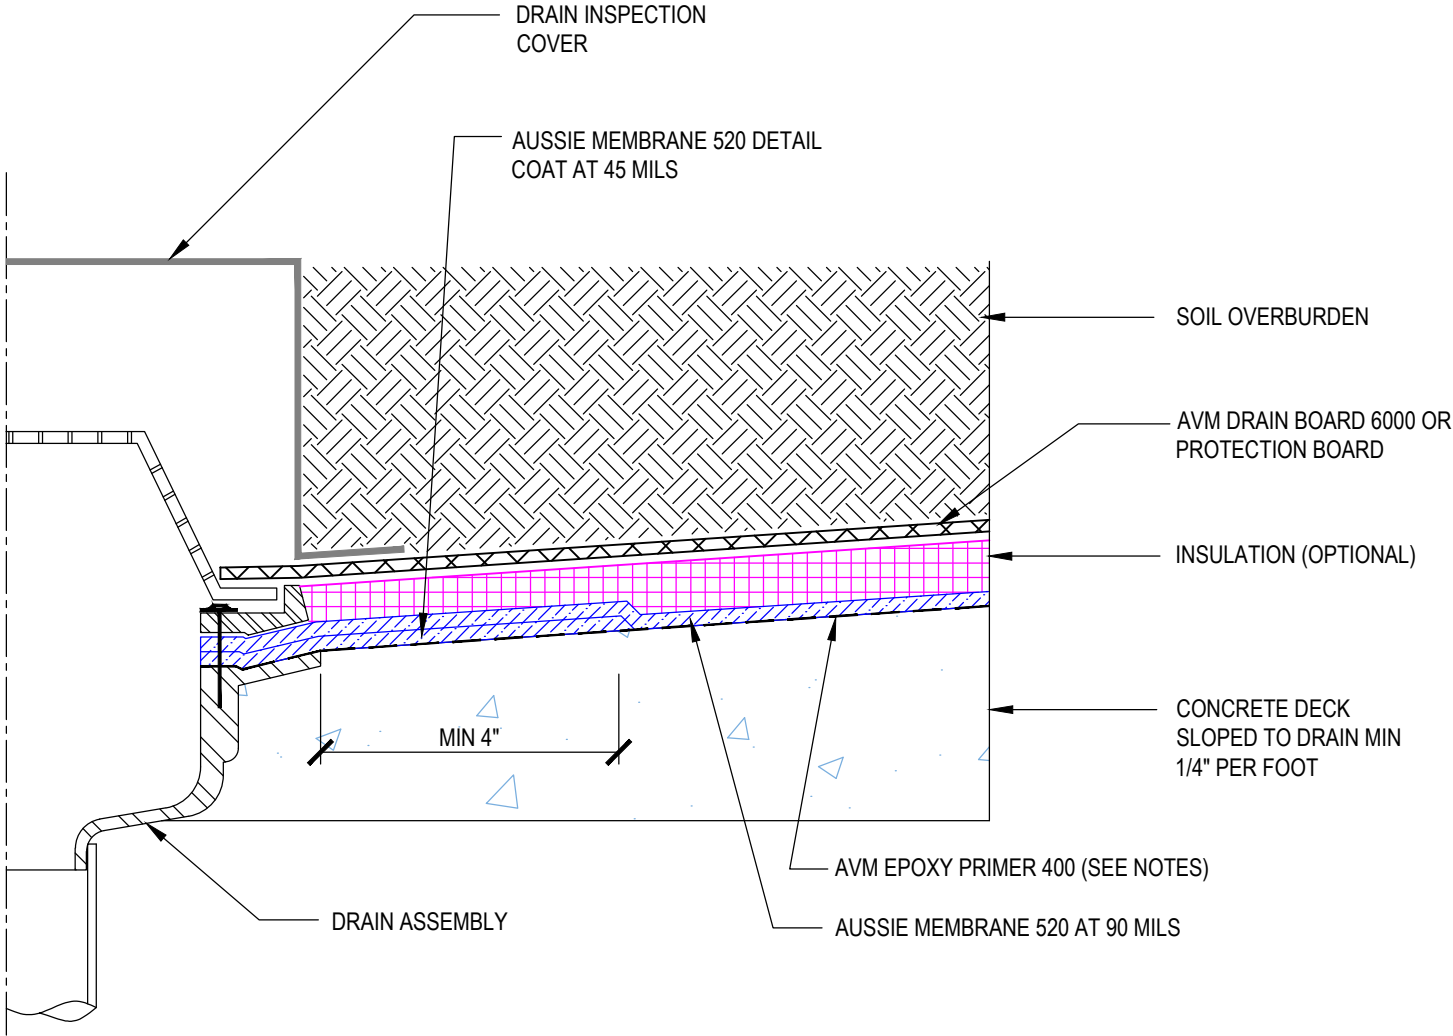 DRAIN INSPECTION
COVER
AUSSIE MEMBRANE 520 DETAIL
COAT AT 45 MILS
SOIL OVERBURDEN
AVM DRAIN BOARD 6000 OR
PROTECTION BOARD
INSULATION (OPTIONAL)
MIN 4"
CONCRETE DECK
SLOPED TO DRAIN MIN
1/4" PER FOOT
AVM EPOXY PRIMER 400 (SEE NOTES)
DRAIN ASSEMBLY
AUSSIE MEMBRANE 520 AT 90 MILS